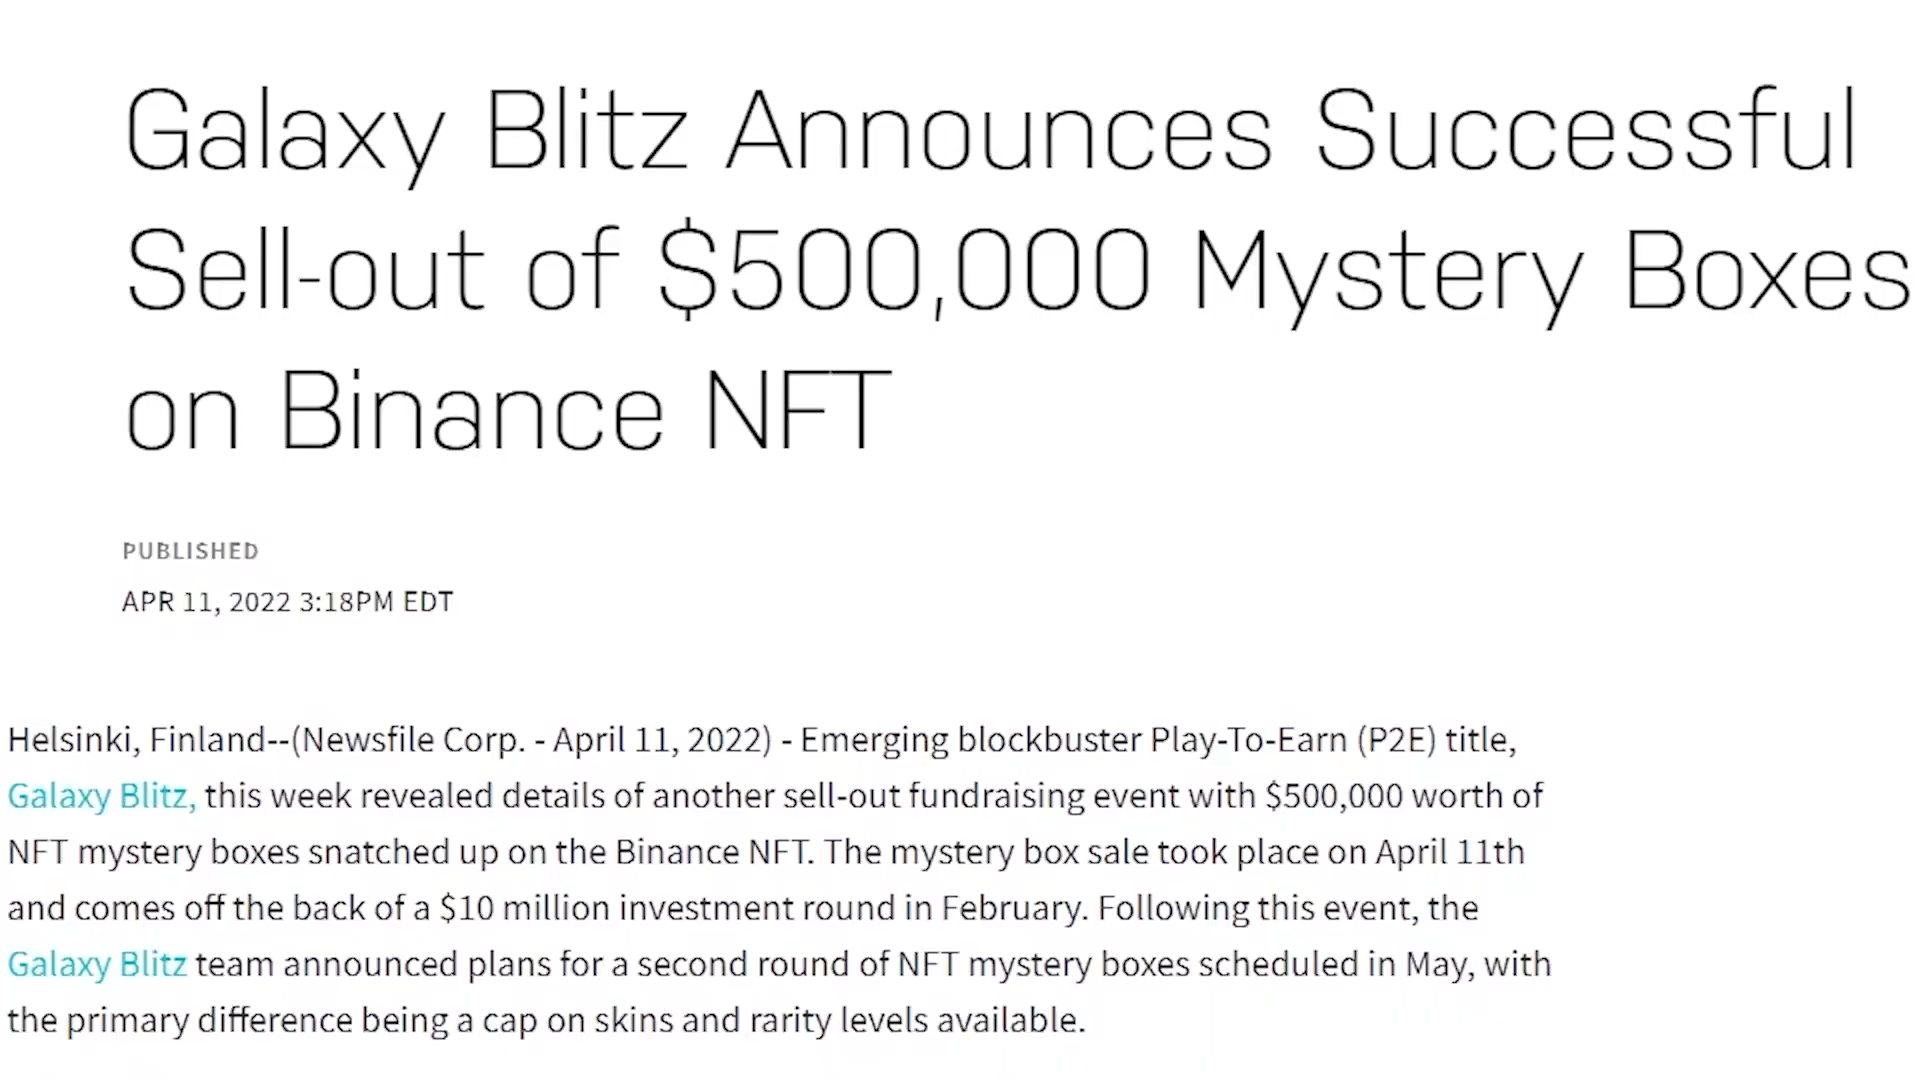 Galaxy Blitz Announces Successful
Sell-out of $500,000 Mystery Boxes
on Binance NFT
PUBLISHED
APR 11, 2022 3:18PM EDT
Helsinki, Finland--(Newsfile Corp. - April 11, 2022) - Emerging blockbuster Play-To-Earn (P2E) title,
Galaxy Blitz, this week revealed details of another sell-out fundraising event with $500,000 worth of
NFT mystery boxes snatched up on the Binance NFT. The mystery box sale took place on April 11th
and comes off the back of a $10 million investment round in February. Following this event, the
Galaxy Blitz team announced plans for a second round of NFT mystery boxes scheduled in May, with
the primary difference being a cap on skins and rarity levels available.